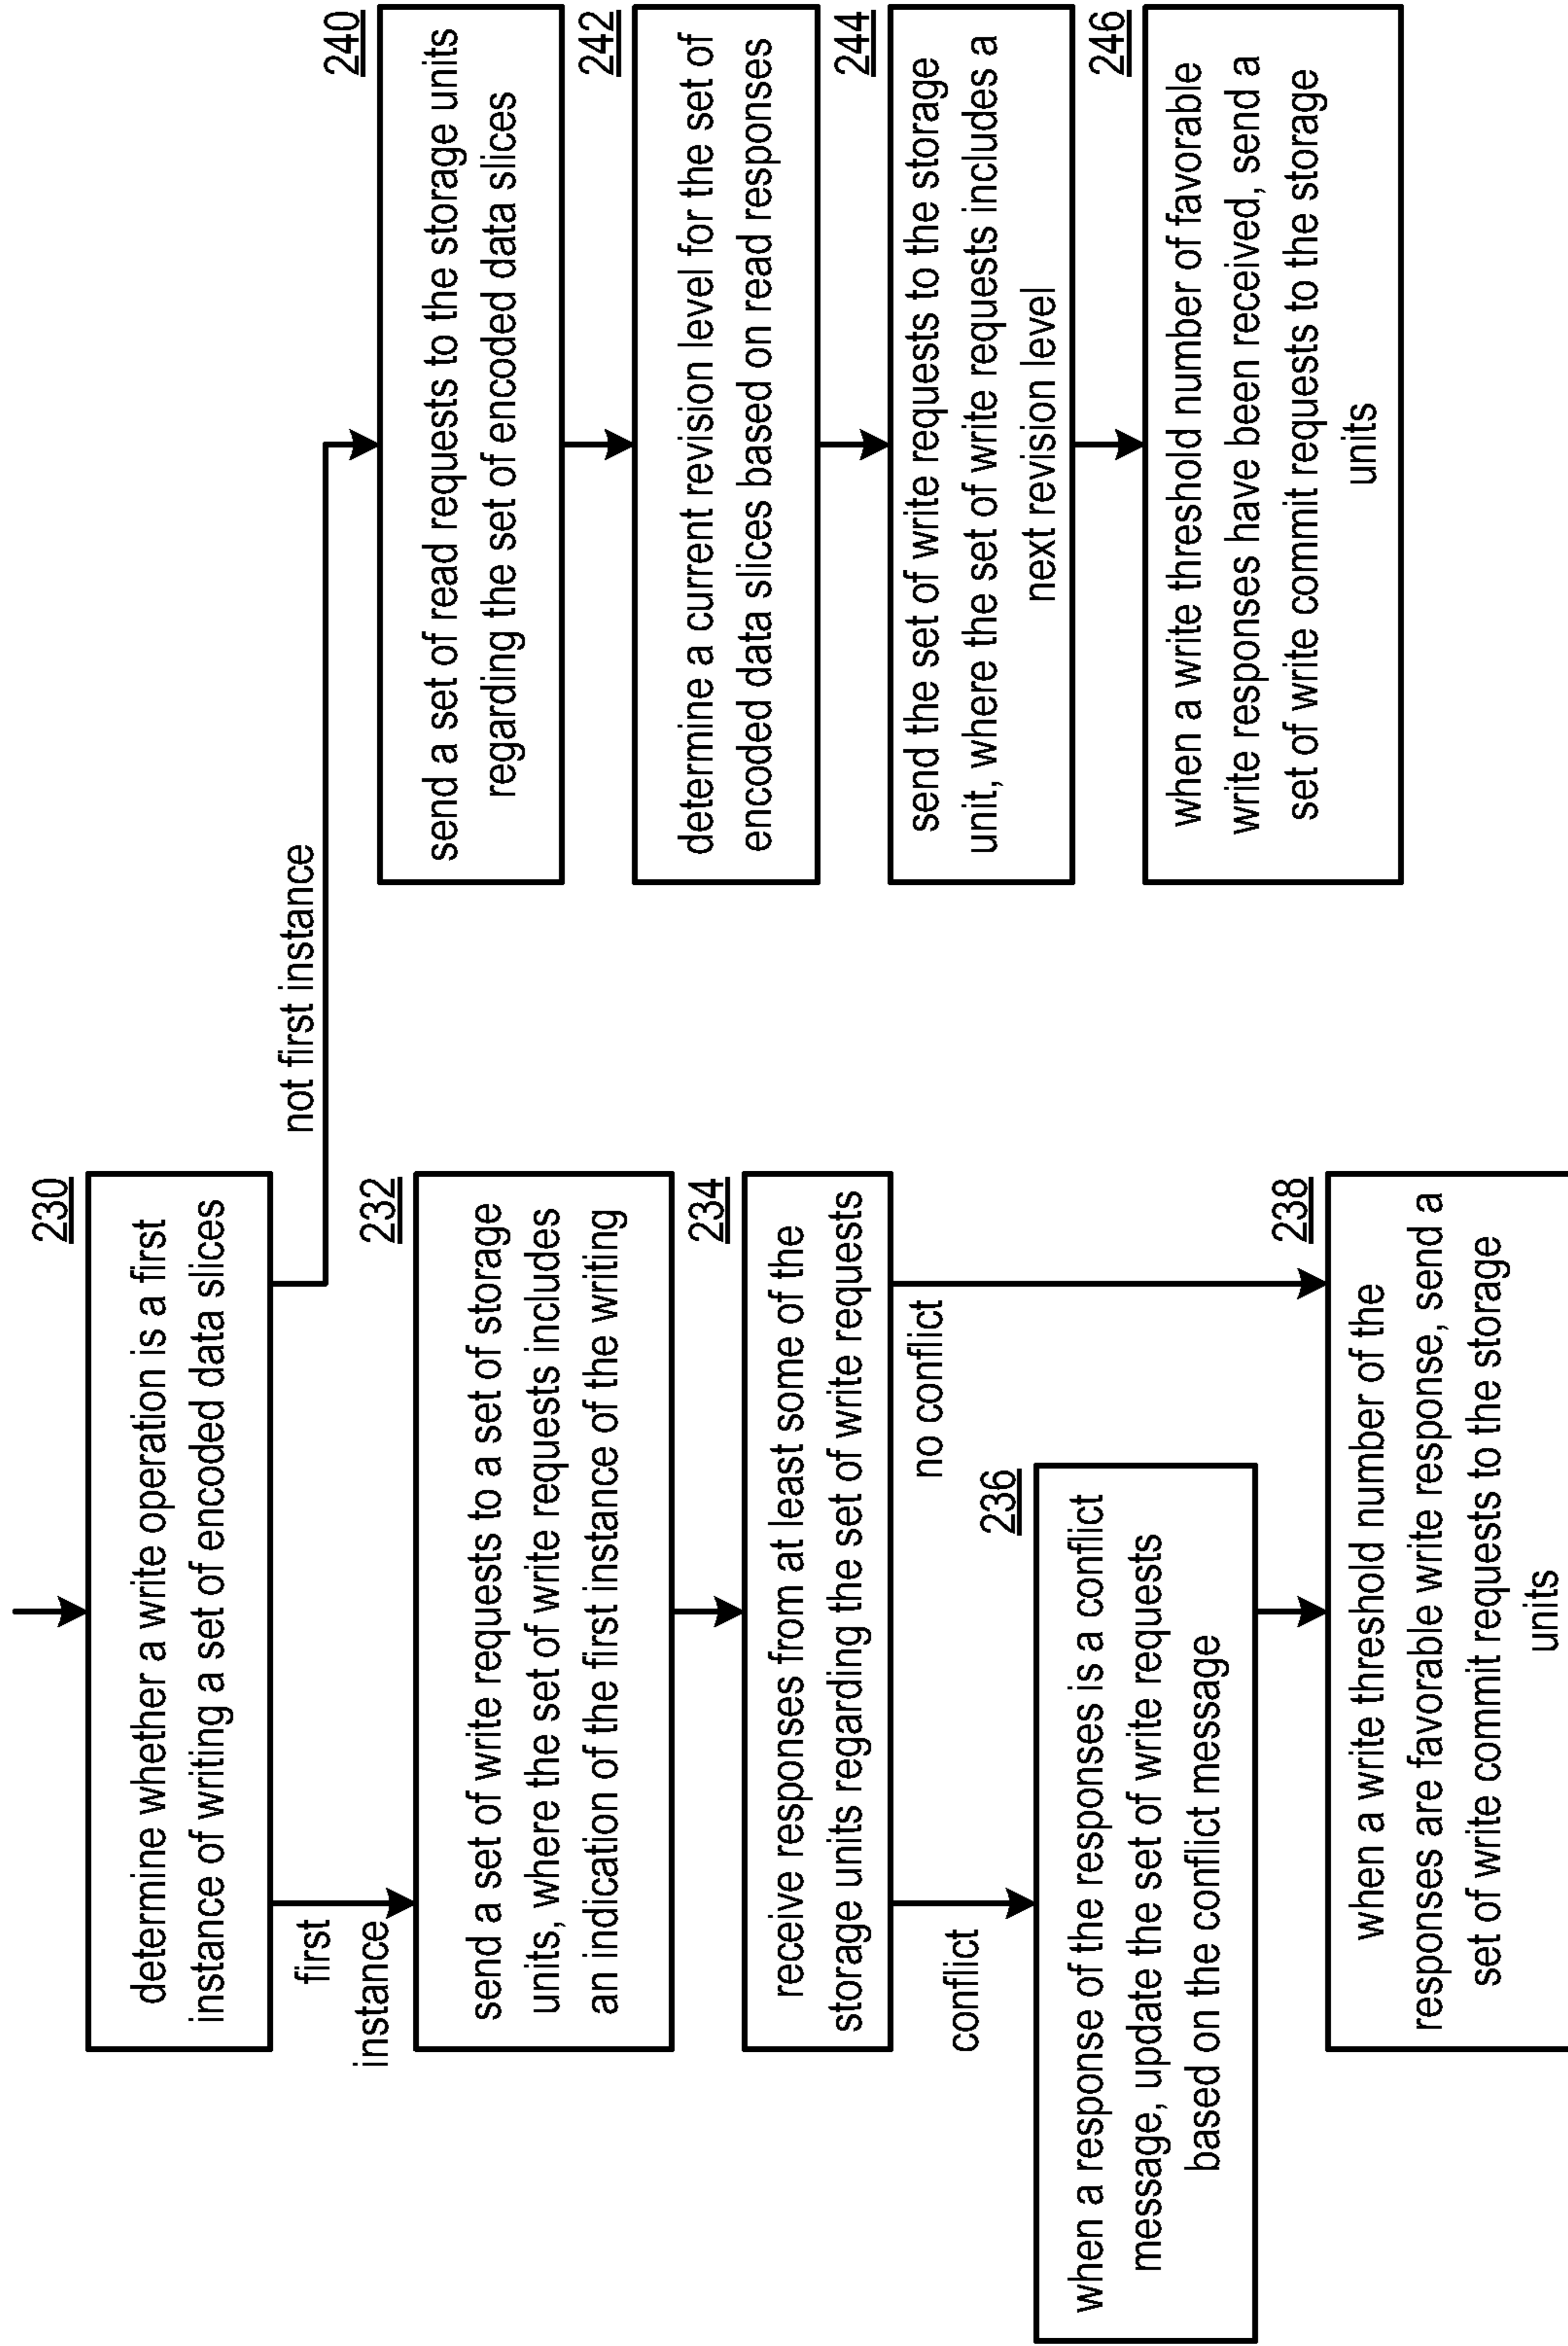 230
determine whether a write operation is a first
instance of writing a set of encoded data slices
first
instance
not first instance
232
send a set of write requests to a set of storage
units, where the set of write requests includes
an indication of the first instance of the writing
234
receive responses from at least some of the
storage units regarding the set of write requests
conflict
no conflict
236
when a response of the responses is a conflict
message, update the set of write requests
based on the conflict message
238
when a write threshold number of the
responses are favorable write response, send a
set of write commit requests to the storage
units
240
send a set of read requests to the storage units
regarding the set of encoded data slices
242
determine a current revision level for the set of
encoded data slices based on read responses
244
send the set of write requests to the storage
unit, where the set of write requests includes a
next revision level
246
when a write threshold number of favorable
write responses have been received, send a
set of write commit requests to the storage
units